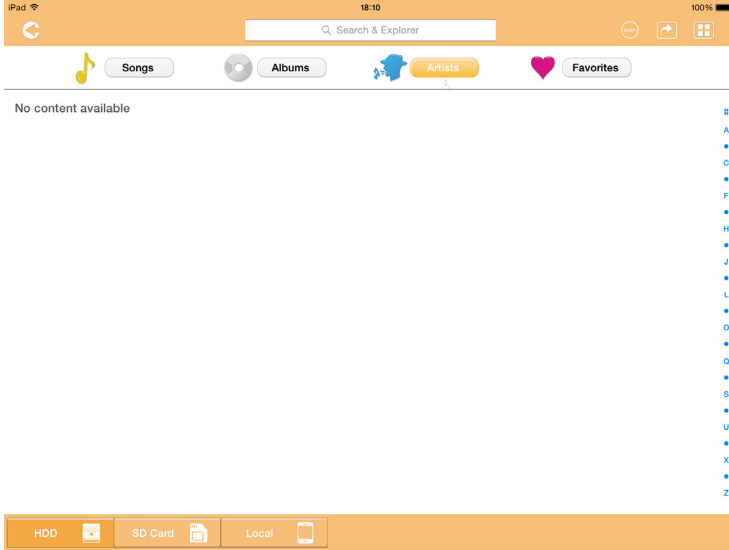 iPad 18:10 100%
Search & Explorer
Songs Albums Artists Favorites
No content available
#
A
C
F
H
J
L
O
Q
S
U
X
Z
HDD SD Card Local